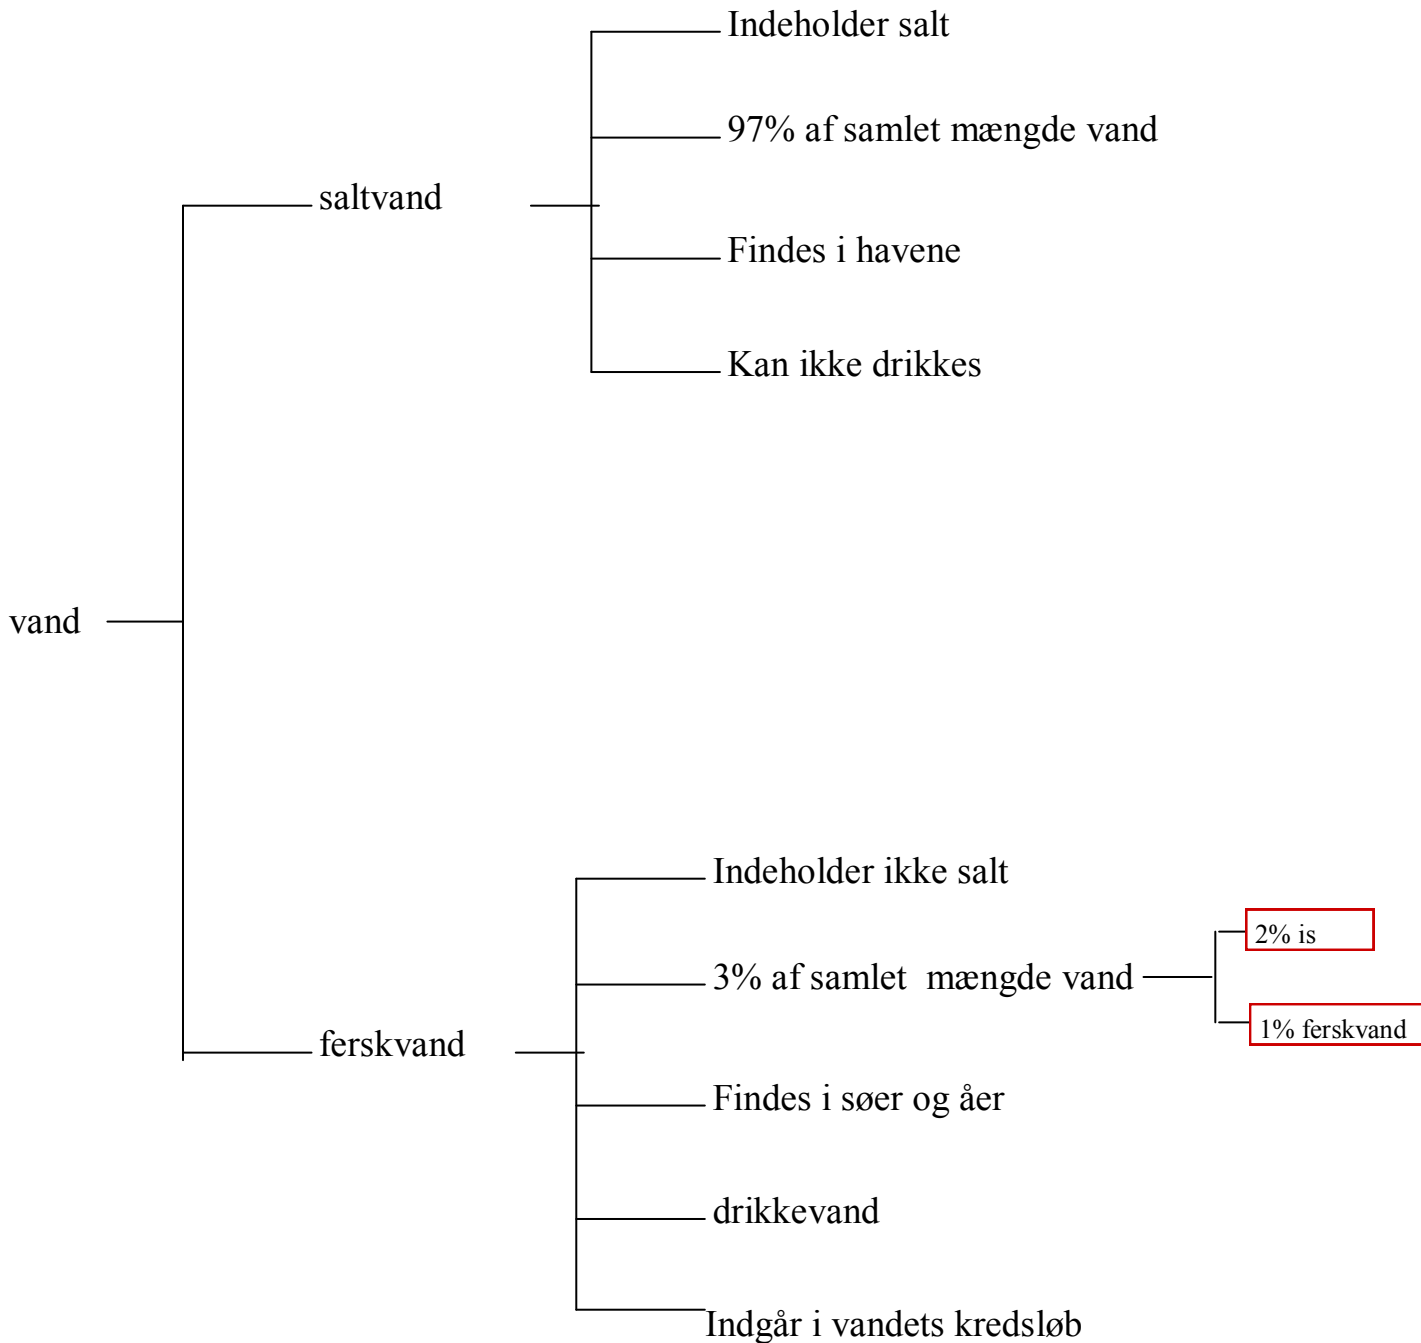 vand
saltvand
Indeholder salt
97% af samlet mængde vand
Findes i havene
Kan ikke drikkes
ferskvand
Indeholder ikke salt
3% af samlet  mængde vand
2% is
1% ferskvand
Findes i søer og åer
drikkevand
Indgår i vandets kredsløb